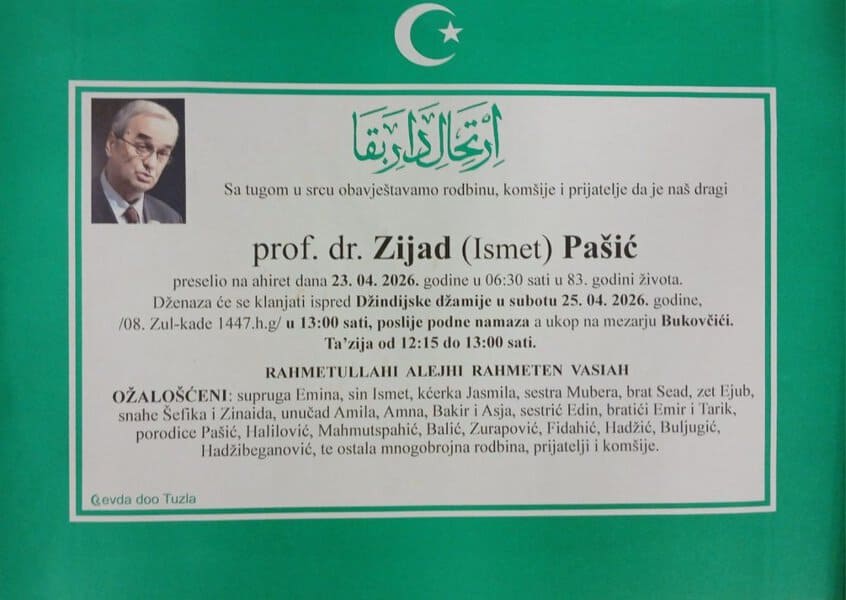 اِرْتِحَالِ دَارِ بَقَا
Sa tugom u srcu obavještavamo rodbinu, komšije i prijatelje da je naš dragi
prof. dr. Zijad (Ismet) Pašić
preselio na ahiret dana 23. 04. 2026. godine u 06:30 sati u 83. godini života.
Dženaza će se klanjati ispred Džindijske džamije u subotu 25. 04. 2026. godine,
/08. Zul-kade 1447.h.g/ u 13:00 sati, poslije podne namaza a ukop na mezarju Bukovčići.
Ta’zija od 12:15 do 13:00 sati.
RAHMETULLAHI ALEJHI RAHMETEN VASIAH
OŽALOŠĆENI: supruga Emina, sin Ismet, kćerka Jasmila, sestra Mubera, brat Sead, zet Ejub,
snahe Šefika i Zinaida, unučad Amila, Amna, Bakir i Asja, sestrić Edin, bratići Emir i Tarik,
porodice Pašić, Halilović, Mahmutspahić, Balić, Zurapović, Fidahić, Hadžić, Buljugić,
Hadžibeganović, te ostala mnogobrojna rodbina, prijatelji i komšije.
Cevda doo Tuzla